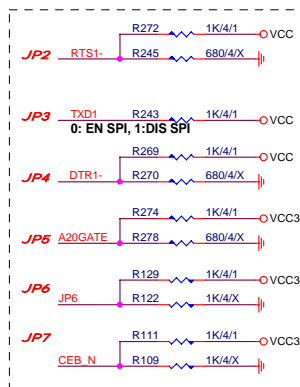 R272 1K/4/1 VCC
JP2 RTS1- R245 680/4/X
JP3 TXD1 R243 1K/4/1 VCC
0: EN SPI, 1:DIS SPI
R269 1K/4/1 VCC
JP4 DTR1- R270 680/4/X
R274 1K/4/1 VCC3
JP5 A20GATE R278 680/4/X
R129 1K/4/1 VCC3
JP6
JP6 R122 1K/4/X
R111 1K/4/1 VCC3
JP7
CEB_N R109 1K/4/X